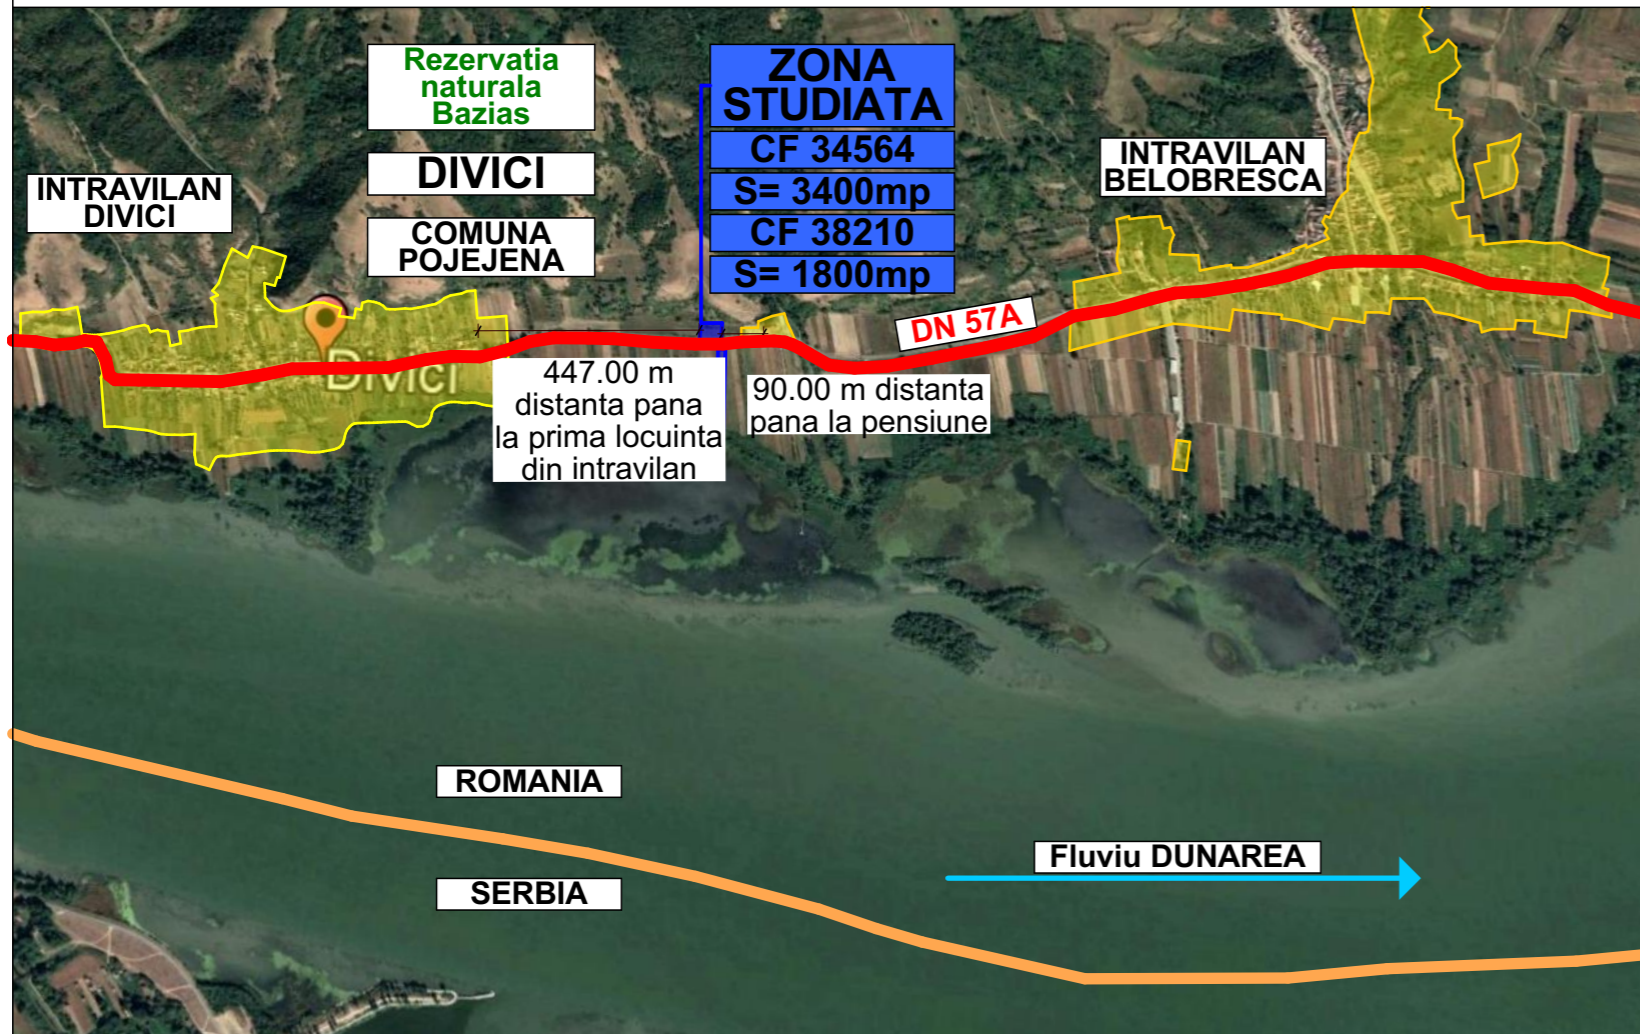 Rezervatia
naturala
Bazias
DIVICI
COMUNA
POJEJENA
INTRAVILAN
DIVICI
ZONA
STUDIATA
CF 34564
S= 3400mp
CF 38210
S= 1800mp
INTRAVILAN
BELOBRESCA
DN 57A
Divici
447.00 m
distanta pana
la prima locuinta
din intravilan
90.00 m distanta
pana la pensiune
ROMANIA
SERBIA
Fluviu DUNAREA